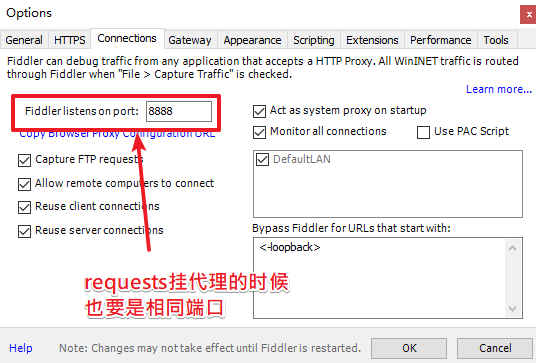 Options
General HTTPS Connections Gateway Appearance Scripting Extensions Performance Tools
Fiddler can debug traffic from any application that accepts a HTTP Proxy. All WinINET traffic is routed
through Fiddler when "File > Capture Traffic" is checked.
Learn more...
Fiddler listens on port: 8888
Copy Browser Proxy Configuration URL
Capture FTP requests
Allow remote computers to connect
Reuse client connections
Reuse server connections
Act as system proxy on startup
Monitor all connections Use PAC Script
DefaultLAN
Bypass Fiddler for URLs that start with:
<-loopback>
requests挂代理的时候
也要是相同端口
Help Note: Changes may not take effect until Fiddler is restarted. OK Cancel